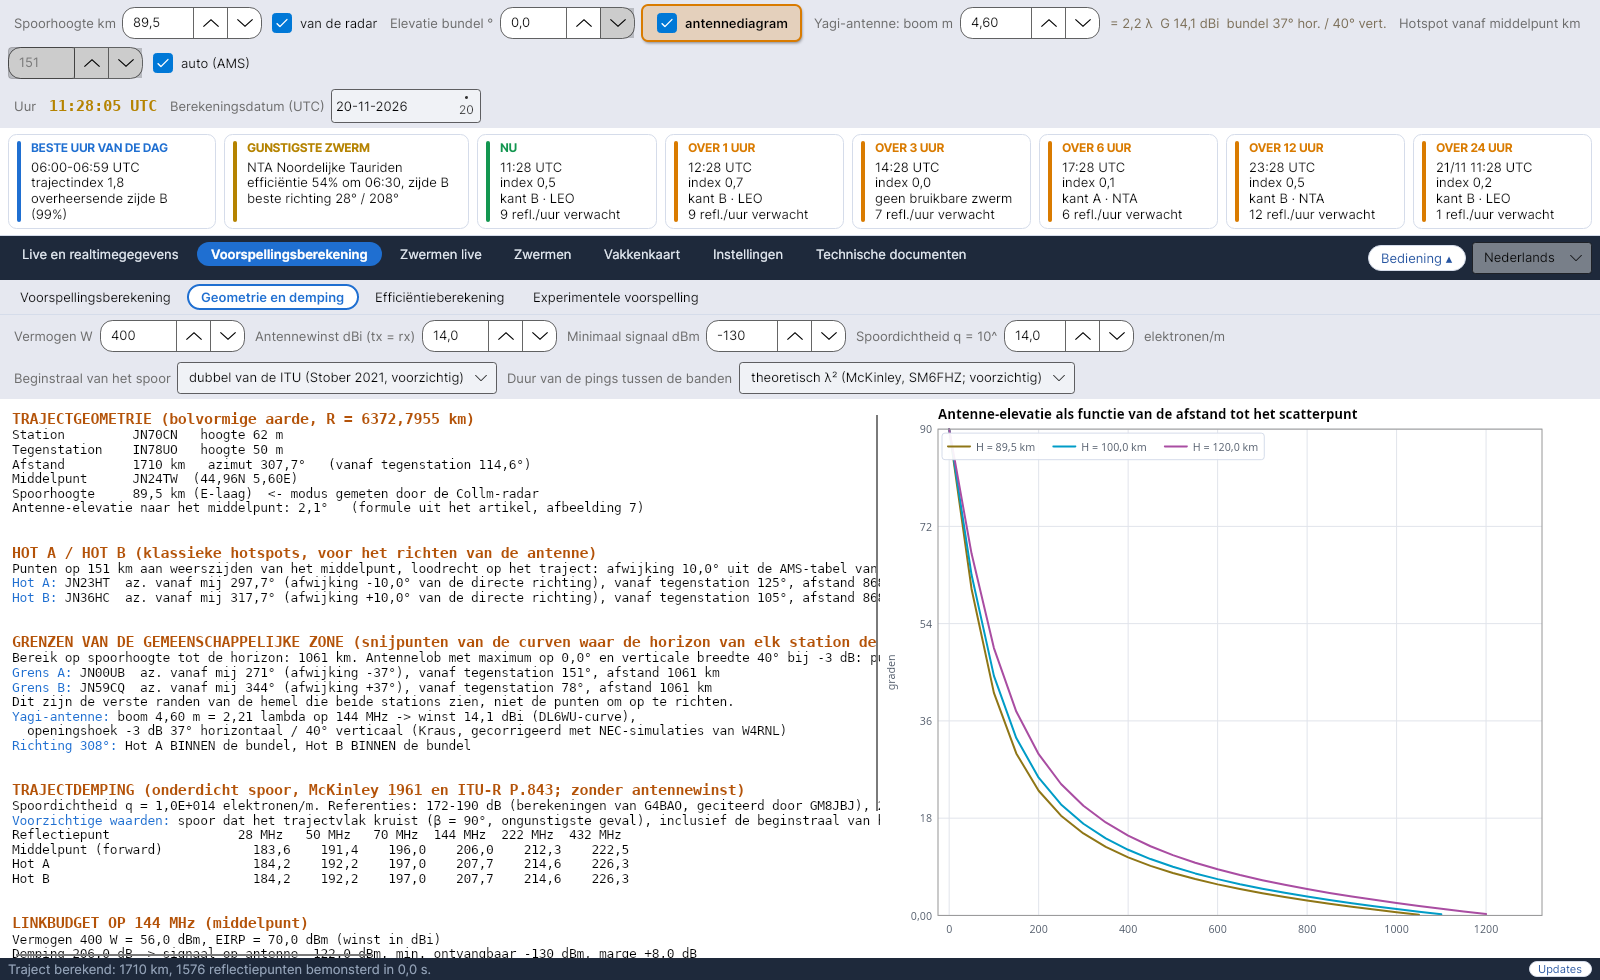 Spoorhoogte km 89,5 van de radar Elevatie bundel ° 0,0 antennediagram Yagi-antenne: boom m 4,60 = 2,2 λ G 14,1 dBi bundel 37° hor. / 40° vert. Hotspot vanaf middelpunt km
151 auto (AMS)
Uur 11:28:05 UTC Berekeningsdatum (UTC) 20-11-2026 20
BESTE UUR VAN DE DAG
06:00-06:59 UTC
trajectindex 1,8
overheersende zijde B
(99%)
GUNSTIGSTE ZWERM
NTA Noordelijke Tauriden
efficiëntie 54% om 06:30, zijde B
beste richting 28° / 208°
NU
11:28 UTC
index 0,5
kant B · LEO
9 refl./uur verwacht
OVER 1 UUR
12:28 UTC
index 0,7
kant B · LEO
9 refl./uur verwacht
OVER 3 UUR
14:28 UTC
index 0,0
geen bruikbare zwerm
7 refl./uur verwacht
OVER 6 UUR
17:28 UTC
index 0,1
kant A · NTA
6 refl./uur verwacht
OVER 12 UUR
23:28 UTC
index 0,5
kant B · NTA
12 refl./uur verwacht
OVER 24 UUR
21/11 11:28 UTC
index 0,2
kant B · LEO
1 refl./uur verwacht
Live en realtimegegevens Voorspellingsberekening Zwermen live Zwermen Vakkenkaart Instellingen Technische documenten Bediening ▴ Nederlands
Voorspellingsberekening Geometrie en demping Efficiëntieberekening Experimentele voorspelling
Vermogen W 400 Antennewinst dBi (tx = rx) 14,0 Minimaal signaal dBm -130 Spoordichtheid q = 10^ 14,0 elektronen/m
Beginstraal van het spoor dubbel van de ITU (Stober 2021, voorzichtig) Duur van de pings tussen de banden theoretisch λ² (McKinley, SM6FHZ; voorzichtig)
TRAJECTGEOMETRIE (bolvormige aarde, R = 6372,7955 km)
Station JN70CN hoogte 62 m
Tegenstation IN78UO hoogte 50 m
Afstand 1710 km azimut 307,7° (vanaf tegenstation 114,6°)
Middelpunt JN24TW (44,96N 5,60E)
Spoorhoogte 89,5 km (E-laag) <- modus gemeten door de Collm-radar
Antenne-elevatie naar het middelpunt: 2,1° (formule uit het artikel, afbeelding 7)
HOT A / HOT B (klassieke hotspots, voor het richten van de antenne)
Punten op 151 km aan weerszijden van het middelpunt, loodrecht op het traject: afwijking 10,0° uit de AMS-tabel van
Hot A: JN23HT az. vanaf mij 297,7° (afwijking -10,0° van de directe richting), vanaf tegenstation 125°, afstand 868
Hot B: JN36HC az. vanaf mij 317,7° (afwijking +10,0° van de directe richting), vanaf tegenstation 105°, afstand 868
GRENZEN VAN DE GEMEENSCHAPPELIJKE ZONE (snijpunten van de curven waar de horizon van elk station de
Bereik op spoorhoogte tot de horizon: 1061 km. Antennelob met maximum op 0,0° en verticale breedte 40° bij -3 dB:
Grens A: JN00UB az. vanaf mij 271° (afwijking -37°), vanaf tegenstation 151°, afstand 1061 km
Grens B: JN59CQ az. vanaf mij 344° (afwijking +37°), vanaf tegenstation 78°, afstand 1061 km
Dit zijn de verste randen van de hemel die beide stations zien, niet de punten om op te richten.
Yagi-antenne: boom 4,60 m = 2,21 lambda op 144 MHz -> winst 14,1 dBi (DL6WU-curve),
openingshoek -3 dB 37° horizontaal / 40° verticaal (Kraus, gecorrigeerd met NEC-simulaties van W4RNL)
Richting 308°: Hot A BINNEN de bundel, Hot B BINNEN de bundel
TRAJECTDEMPING (onderdicht spoor, McKinley 1961 en ITU-R P.843; zonder antennewinst)
Spoordichtheid q = 1,0E+014 elektronen/m. Referenties: 172-190 dB (berekeningen van G4BAO, geciteerd door GM8JBJ),
Voorzichtige waarden: spoor dat het trajectvlak kruist (β = 90°, ongunstigste geval), inclusief de beginstraal van
Reflectiepunt 28 MHz 50 MHz 70 MHz 144 MHz 222 MHz 432 MHz
Middelpunt (forward) 183,6 191,4 196,0 206,0 212,3 222,5
Hot A 184,2 192,2 197,0 207,7 214,6 226,3
Hot B 184,2 192,2 197,0 207,7 214,6 226,3
LINKBUDGET OP 144 MHz (middelpunt)
Vermogen 400 W = 56,0 dBm, EIRP = 70,0 dBm (winst in dBi)
Demping 206,0 dB -> signaal op antenne -122,0 dBm, min. ontvangbaar -130 dBm, marge +8,0 dB
Antenne-elevatie als functie van de afstand tot het scatterpunt
H = 89,5 km H = 100,0 km H = 120,0 km
graden
90
72
54
36
18
0,00
0 200 400 600 800 1000 1200
Traject berekend: 1710 km, 1576 reflectiepunten bemonsterd in 0,0 s. Updates